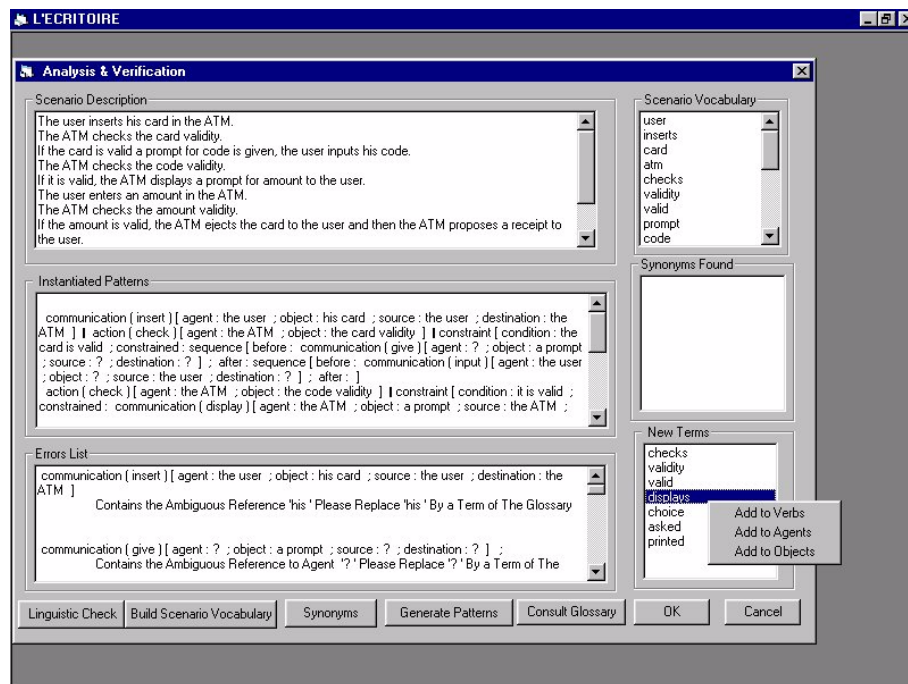 L'ECRITOIRE
Analysis & Verification
Scenario Description
The user inserts his card in the ATM.
The ATM checks the card validity.
If the card is valid a prompt for code is given, the user inputs his code.
The ATM checks the code validity.
If it is valid, the ATM displays a prompt for amount to the user.
The user enters an amount in the ATM.
The ATM checks the amount validity.
If the amount is valid, the ATM ejects the card to the user and then the ATM proposes a receipt to
the user.
Scenario Vocabulary
user
inserts
card
atm
checks
validity
valid
prompt
code
Instantiated Patterns
communication ( insert ) [ agent : the user ; object : his card ; source : the user ; destination : the
ATM ] | action ( check ) [ agent : the ATM ; object : the card validity ] | constraint [ condition : the
card is valid ; constrained : sequence [ before : communication ( give ) [ agent : ? ; object : a prompt
; source : ? ; destination : ? ] ; after : sequence [ before : communication ( input ) [ agent : the user
; object : ? ; source : the user ; destination : ? ] ; after : ]
action ( check ) [ agent : the ATM ; object : the code validity ] | constraint [ condition : it is valid ;
constrained : communication ( display ) [ agent : the ATM ; object : a prompt ; source : the ATM ;
Synonyms Found
Errors List
communication ( insert ) [ agent : the user ; object : his card ; source : the user ; destination : the
ATM ]
Contains the Ambiguous Reference 'his ' Please Replace 'his ' By a Term of The Glossary
communication ( give ) [ agent : ? ; object : a prompt ; source : ? ; destination : ? ] ;
Contains the Ambiguous Reference to Agent '? ' Please Replace '? ' By a Term of The
New Terms
checks
validity
valid
displays
choice
asked
printed
Add to Verbs
Add to Agents
Add to Objects
Linguistic Check Build Scenario Vocabulary Synonyms Generate Patterns Consult Glossary OK Cancel